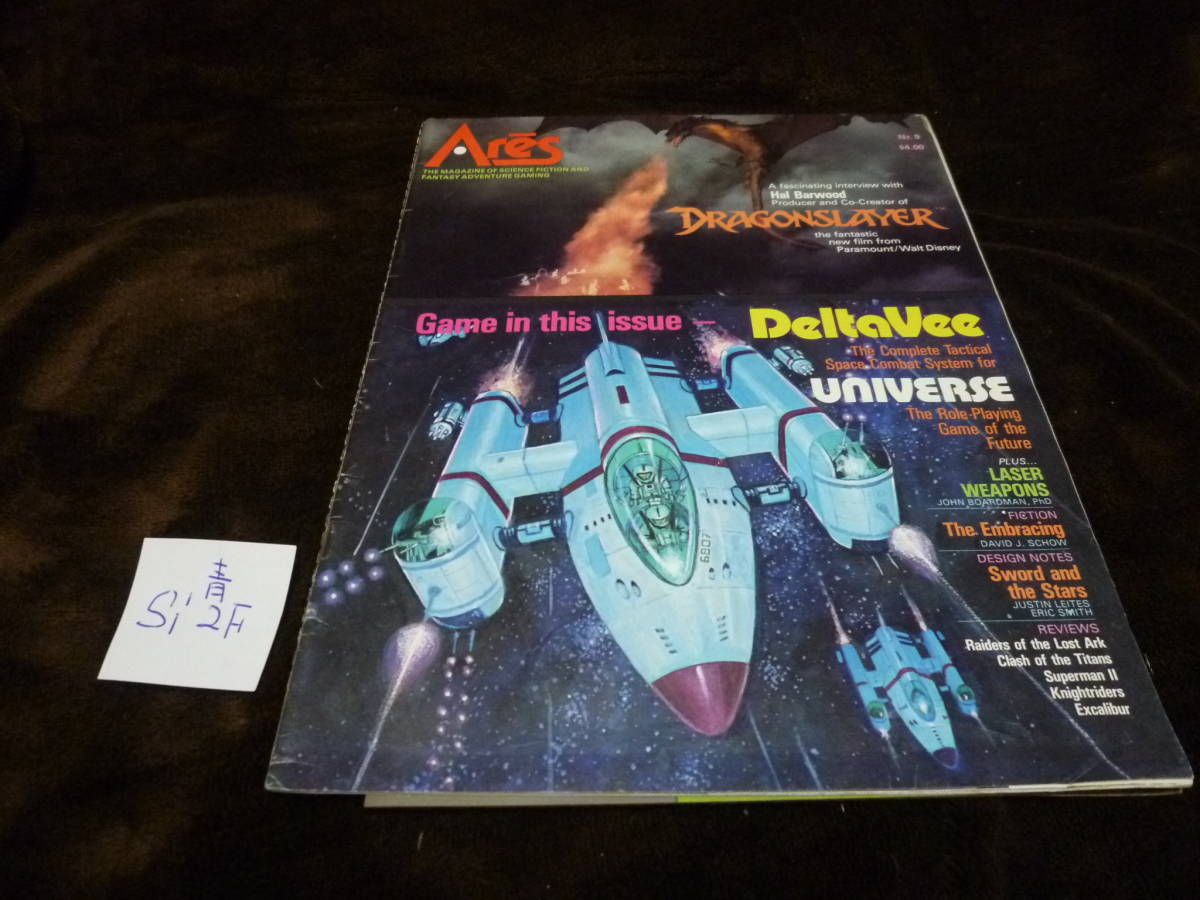 Arēs
THE MAGAZINE OF SCIENCE FICTION AND
FANTASY ADVENTURE GAMING
Nr. 9
$4.00
A fascinating interview with
Hal Barwood
Producer and Co-Creator of
DRAGONSLAYER™
the fantastic
new film from
Paramount/Walt Disney
Game in this issue —
DeltaVee
The Complete Tactical
Space Combat System for
UNIVERSE
The Role-Playing
Game of the
Future
PLUS...
LASER
WEAPONS
JOHN BOARDMAN, PhD
FICTION
The Embracing
DAVID J. SCHOW
DESIGN NOTES
Sword and
the Stars
JUSTIN LEITES
ERIC SMITH
REVIEWS
Raiders of the Lost Ark
Clash of the Titans
Superman II
Knightriders
Excalibur
6807
Si 青 2F